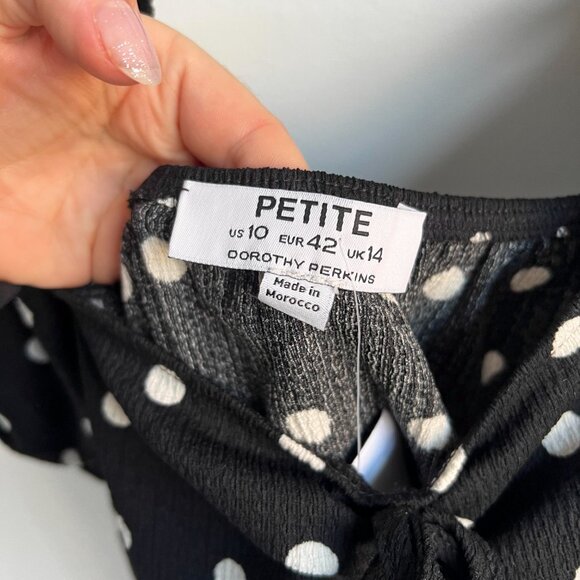 PETITE
US 10 EUR 42 UK 14
DOROTHY PERKINS
Made in
Morocco